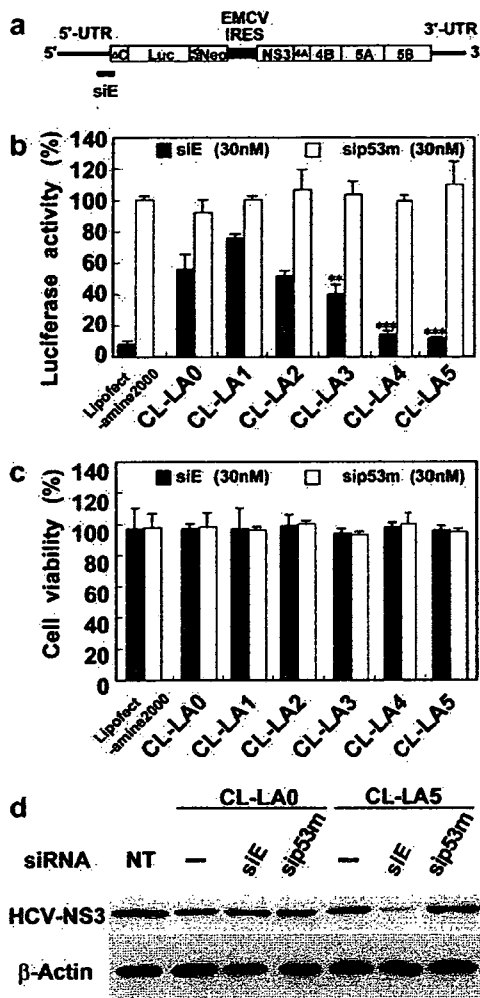 a
5'-UTR
EMCV
IRES
3'-UTR
5'
ΔC Luc Neo NS3 4A 4B 5A 5B
3'
siE
b
Luciferase activity (%)
140
120
100
80
60
40
20
0
siE (30nM) sip53m (30nM)
** *** ***
Lipofect
-amine2000
CL-LA0 CL-LA1 CL-LA2 CL-LA3 CL-LA4 CL-LA5
c
Cell viability (%)
140
120
100
80
60
40
20
0
siE (30nM) sip53m (30nM)
Lipofect
-amine2000
CL-LA0 CL-LA1 CL-LA2 CL-LA3 CL-LA4 CL-LA5
d
CL-LA0 CL-LA5
siRNA NT – siE sip53m – siE sip53m
HCV-NS3
β-Actin